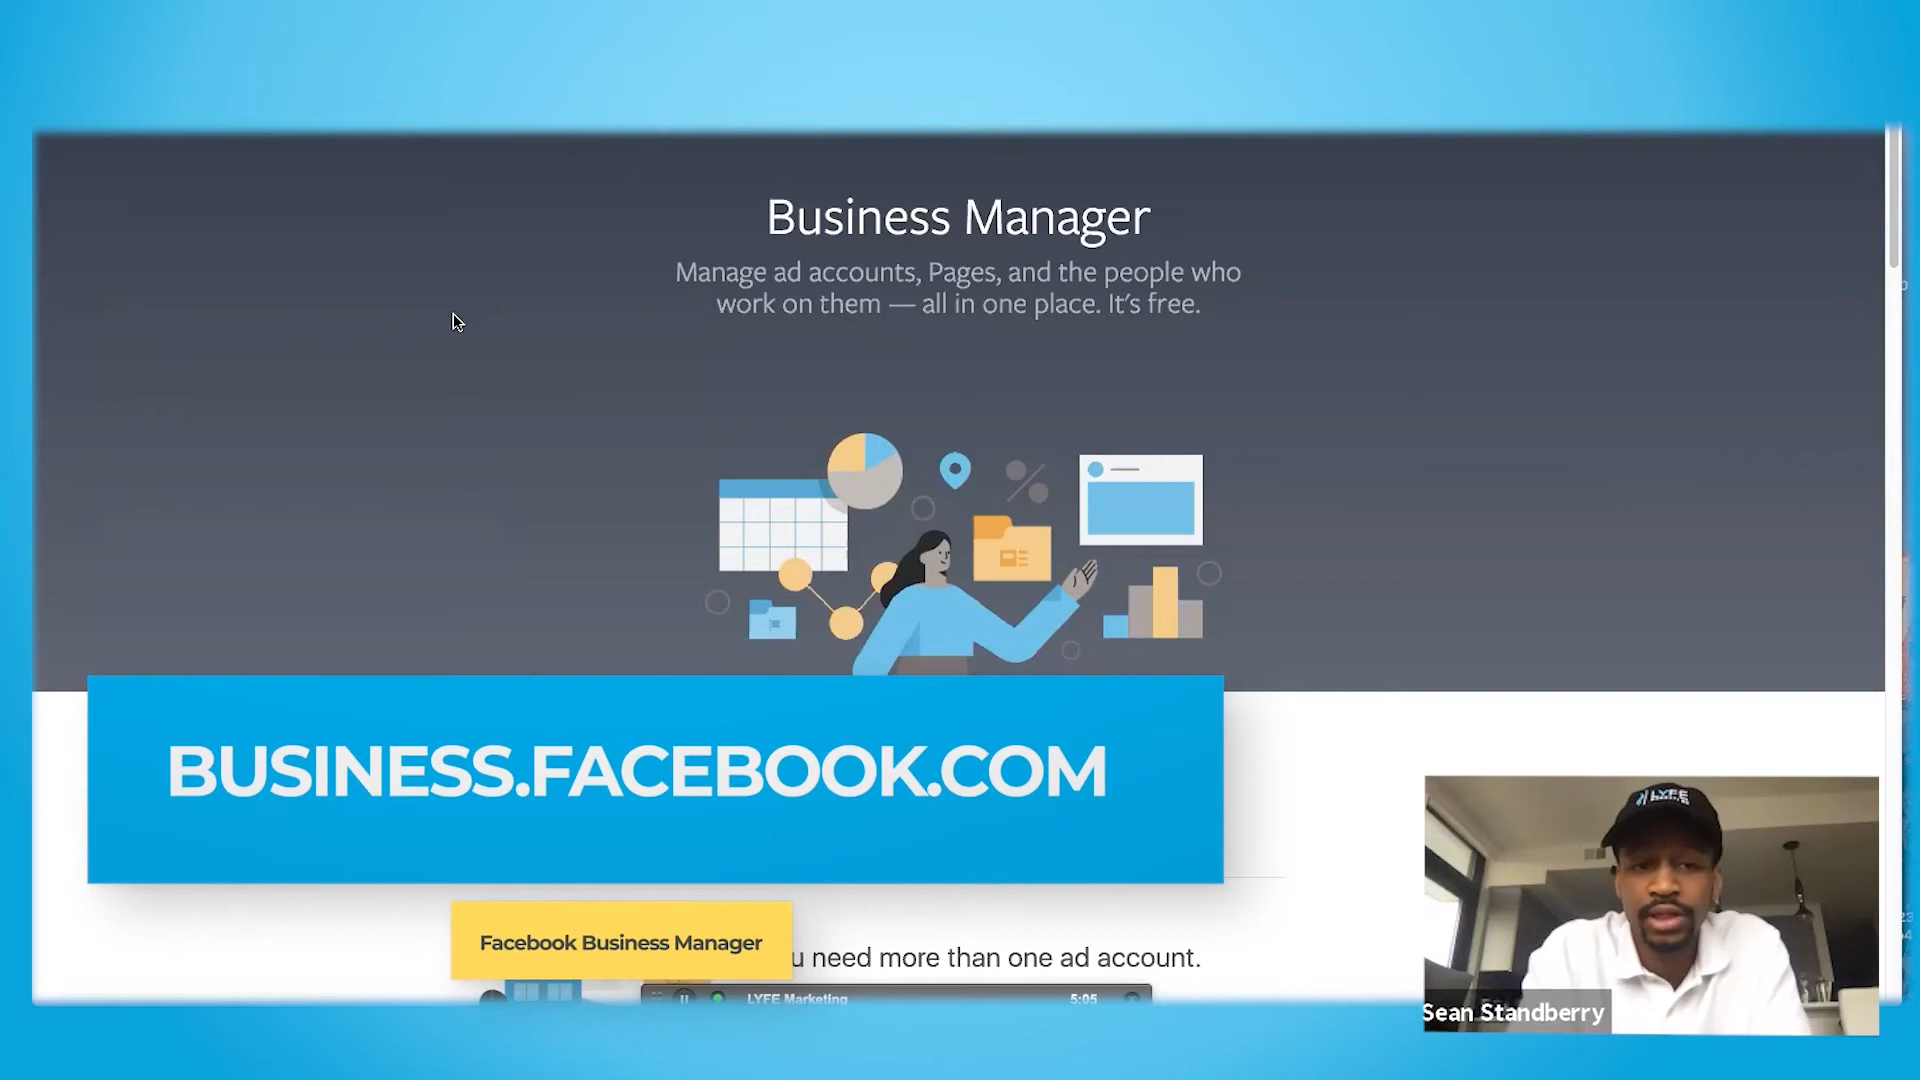 Business Manager
Manage ad accounts, Pages, and the people who
work on them — all in one place. It's free.
BUSINESS.FACEBOOK.COM
Facebook Business Manager
u need more than one ad account.
LYFE Marketing
5:05
LYFE
Sean Standberry